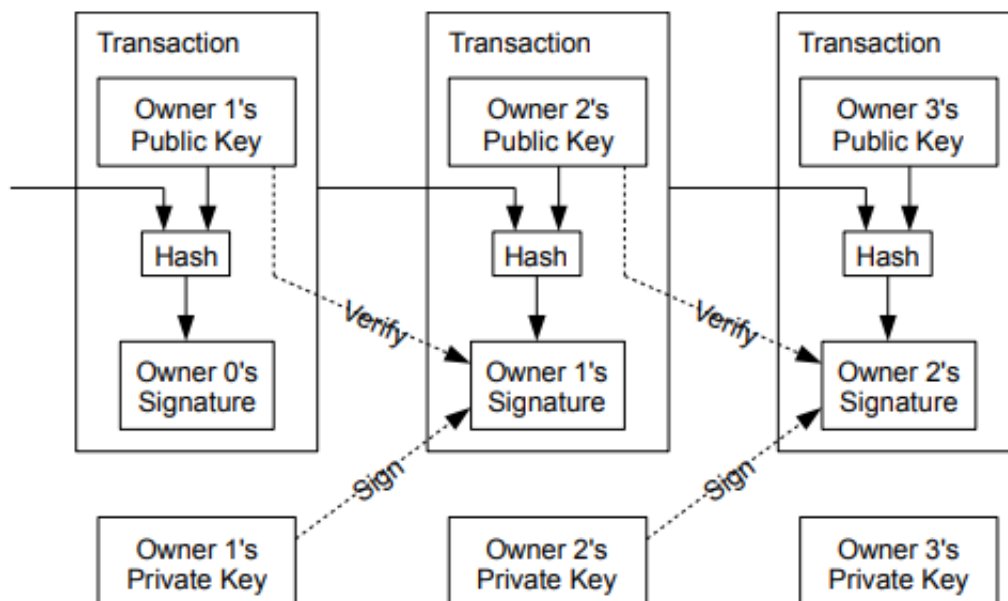 Transaction
Transaction
Transaction
Owner 1's
Public Key
Owner 2's
Public Key
Owner 3's
Public Key
Hash
Hash
Hash
Verify
Verify
Owner 0's
Signature
Owner 1's
Signature
Owner 2's
Signature
Sign
Sign
Owner 1's
Private Key
Owner 2's
Private Key
Owner 3's
Private Key